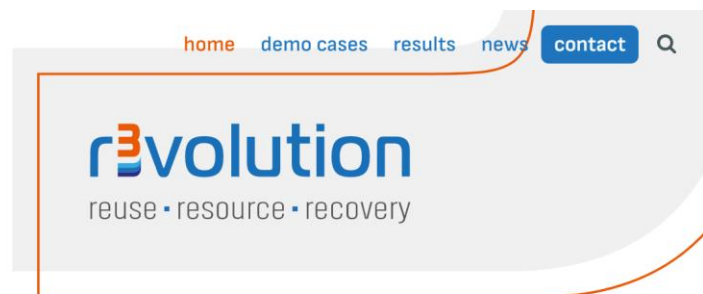 home demo cases results news contact
r3volution
reuse ▪ resource ▪ recovery